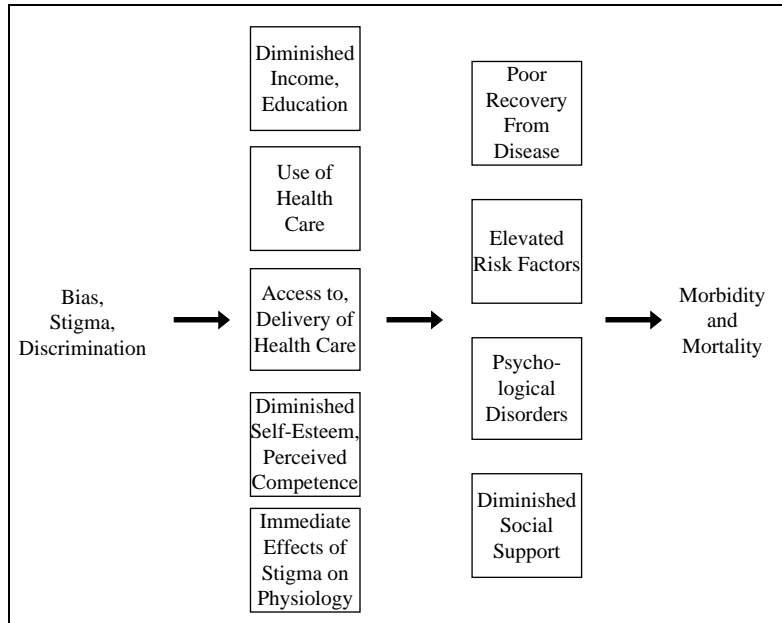 Bias,
Stigma,
Discrimination
Diminished
Income,
Education
Use of
Health
Care
Access to,
Delivery of
Health Care
Diminished
Self-Esteem,
Perceived
Competence
Immediate
Effects of
Stigma on
Physiology
Poor
Recovery
From
Disease
Elevated
Risk Factors
Psycho-
logical
Disorders
Diminished
Social
Support
Morbidity
and
Mortality